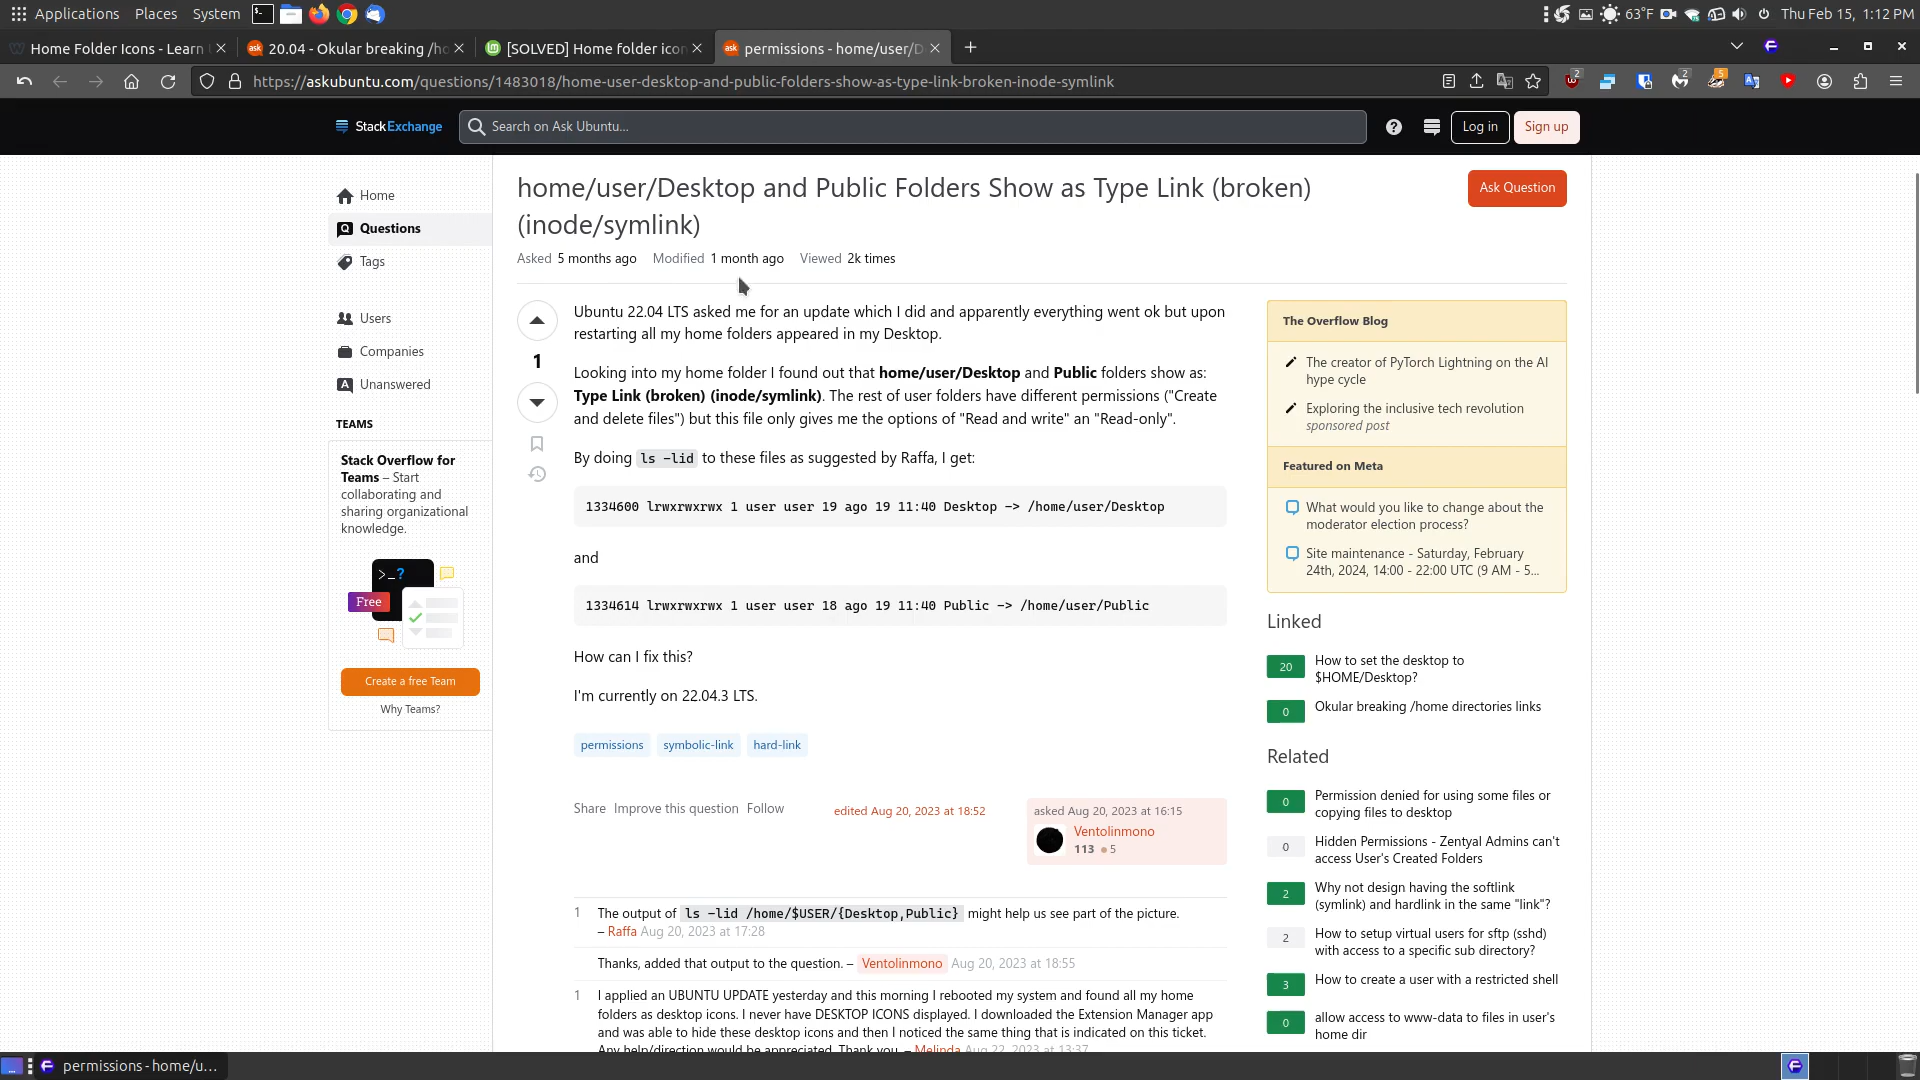 Applications Places System 63°F Thu Feb 15, 1:12 PM
Home Folder Icons - Learn 20.04 - Okular breaking /ho [SOLVED] Home folder icon permissions - home/user/D
https://askubuntu.com/questions/1483018/home-user-desktop-and-public-folders-show-as-type-link-broken-inode-symlink 2 2 5
StackExchange Search on Ask Ubuntu... Log in Sign up
Home
Questions
Tags
Users
Companies
Unanswered
TEAMS
Stack Overflow for
Teams – Start
collaborating and
sharing organizational
knowledge.
>_?
Free
Create a free Team
Why Teams?
home/user/Desktop and Public Folders Show as Type Link (broken)
(inode/symlink)
Ask Question
Asked 5 months ago Modified 1 month ago Viewed 2k times
1
Ubuntu 22.04 LTS asked me for an update which I did and apparently everything went ok but upon
restarting all my home folders appeared in my Desktop.
Looking into my home folder I found out that home/user/Desktop and Public folders show as:
Type Link (broken) (inode/symlink). The rest of user folders have different permissions ("Create
and delete files") but this file only gives me the options of "Read and write" an "Read-only".
By doing ls -lid to these files as suggested by Raffa, I get:
1334600 lrwxrwxrwx 1 user user 19 ago 19 11:40 Desktop -> /home/user/Desktop
and
1334614 lrwxrwxrwx 1 user user 18 ago 19 11:40 Public -> /home/user/Public
How can I fix this?
I'm currently on 22.04.3 LTS.
permissions symbolic-link hard-link
Share Improve this question Follow
edited Aug 20, 2023 at 18:52
asked Aug 20, 2023 at 16:15
Ventolinmono
113 ●5
1 The output of ls -lid /home/$USER/{Desktop,Public} might help us see part of the picture.
– Raffa Aug 20, 2023 at 17:28
Thanks, added that output to the question. – Ventolinmono Aug 20, 2023 at 18:55
1 I applied an UBUNTU UPDATE yesterday and this morning I rebooted my system and found all my home
folders as desktop icons. I never have DESKTOP ICONS displayed. I downloaded the Extension Manager app
and was able to hide these desktop icons and then I noticed the same thing that is indicated on this ticket.
Any help/direction would be appreciated. Thank you. – Melinda Aug 22, 2023 at 13:37
The Overflow Blog
The creator of PyTorch Lightning on the AI
hype cycle
Exploring the inclusive tech revolution
sponsored post
Featured on Meta
What would you like to change about the
moderator election process?
Site maintenance - Saturday, February
24th, 2024, 14:00 - 22:00 UTC (9 AM - 5...
Linked
20 How to set the desktop to
$HOME/Desktop?
0 Okular breaking /home directories links
Related
0 Permission denied for using some files or
copying files to desktop
0 Hidden Permissions - Zentyal Admins can't
access User's Created Folders
2 Why not design having the softlink
(symlink) and hardlink in the same "link"?
2 How to setup virtual users for sftp (sshd)
with access to a specific sub directory?
3 How to create a user with a restricted shell
0 allow access to www-data to files in user's
home dir
permissions - home/u...